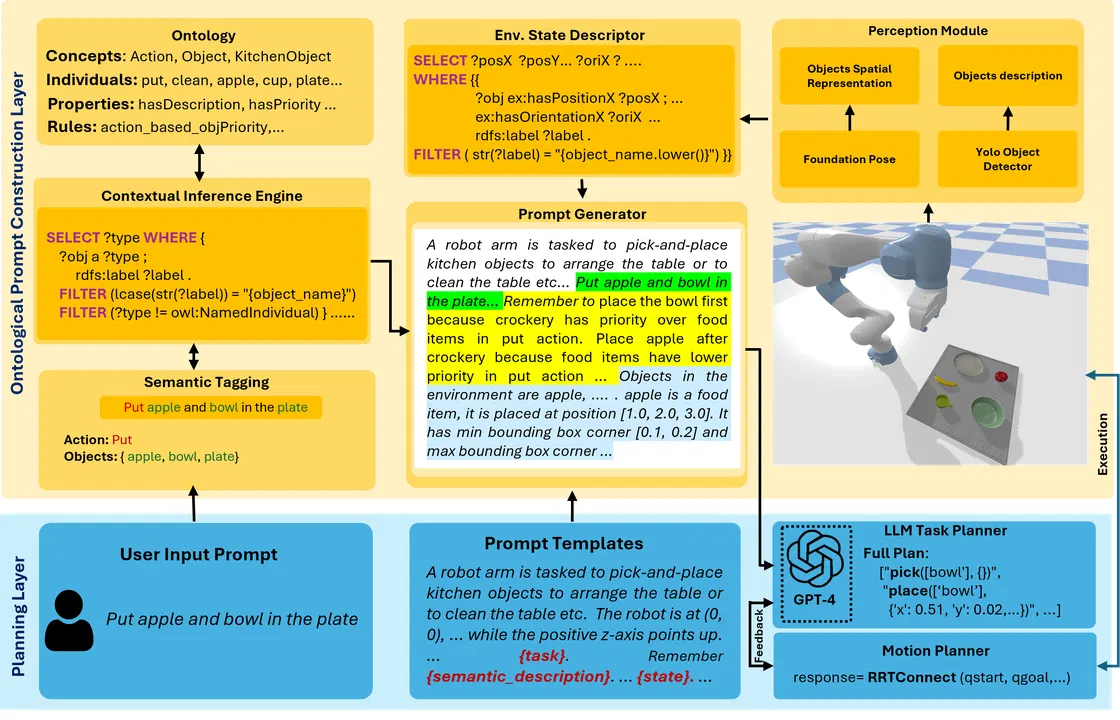 Ontological Prompt Construction Layer
Ontology
Concepts: Action, Object, KitchenObject
Individuals: put, clean, apple, cup, plate...
Properties: hasDescription, hasPriority ...
Rules: action_based_objPriority,...
Contextual Inference Engine
SELECT ?type WHERE {
?obj a ?type ;
rdfs:label ?label .
FILTER (lcase(str(?label)) = "{object_name}")
FILTER (?type != owl:NamedIndividual) } ......
Semantic Tagging
Put apple and bowl in the plate
Action: Put
Objects: { apple, bowl, plate}
Env. State Descriptor
SELECT ?posX ?posY... ?oriX ? ....
WHERE {{
?obj ex:hasPositionX ?posX ; ...
ex:hasOrientationX ?oriX ...
rdfs:label ?label .
FILTER ( str(?label) = "{object_name.lower()}") }}
Prompt Generator
A robot arm is tasked to pick-and-place
kitchen objects to arrange the table or to
clean the table etc... Put apple and bowl in
the plate... Remember to place the bowl first
because crockery has priority over food
items in put action. Place apple after
crockery because food items have lower
priority in put action ... Objects in the
environment are apple, .... . apple is a food
item, it is placed at position [1.0, 2.0, 3.0]. It
has min bounding box corner [0.1, 0.2] and
max bounding box corner ...
Perception Module
Objects Spatial
Representation
Objects description
Foundation Pose
Yolo Object
Detector
Execution
Planning Layer
User Input Prompt
Put apple and bowl in the plate
Prompt Templates
A robot arm is tasked to pick-and-place
kitchen objects to arrange the table or
to clean the table etc. The robot is at (0,
0), ... while the positive z-axis points up.
... {task}. Remember
{semantic_description}. ... {state}. ...
Feedback
GPT-4
LLM Task Planner
Full Plan:
["pick([bowl'], {})",
"place(['bowl'],
{'x': 0.51, 'y': 0.02,...})", ...]
Motion Planner
response= RRTConnect (qstart, qgoal,...)